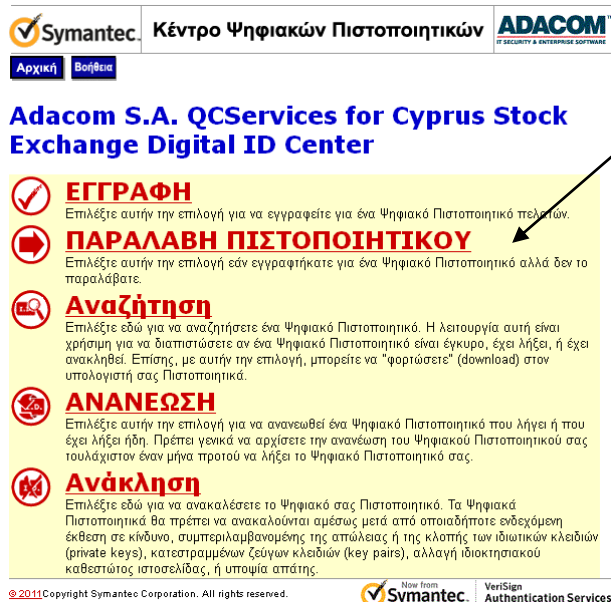 Symantec. Κέντρο Ψηφιακών Πιστοποιητικών ADACOM™
IT SECURITY & ENTERPRISE SOFTWARE
Αρχική Βοήθεια
Adacom S.A. QCServices for Cyprus Stock
Exchange Digital ID Center
ΕΓΓΡΑΦΗ
Επιλέξτε αυτήν την επιλογή για να εγγραφείτε για ένα Ψηφιακό Πιστοποιητικό πελατών.
ΠΑΡΑΛΑΒΗ ΠΙΣΤΟΠΟΙΗΤΙΚΟΥ
Επιλέξτε αυτήν την επιλογή εάν εγγραφήκατε για ένα Ψηφιακό Πιστοποιητικό αλλά δεν το
παραλάβατε.
Αναζήτηση
Επιλέξτε εδώ για να αναζητήσετε ένα Ψηφιακό Πιστοποιητικό. Η λειτουργία αυτή είναι
χρήσιμη για να διαπιστώσετε αν ένα Ψηφιακό Πιστοποιητικό είναι έγκυρο, έχει λήξει, ή έχει
ανακληθεί. Επίσης, με αυτήν την επιλογή, μπορείτε να "φορτώσετε" (download) στον
υπολογιστή σας Πιστοποιητικά.
ΑΝΑΝΕΩΣΗ
Επιλέξτε αυτήν την επιλογή για να ανανεωθεί ένα Ψηφιακό Πιστοποιητικό που λήγει ή που
έχει λήξει ήδη. Πρέπει γενικά να αρχίσετε την ανανέωση του Ψηφιακού Πιστοποιητικού σας
τουλάχιστον έναν μήνα προτού να λήξει το Ψηφιακό Πιστοποιητικό σας.
Ανάκληση
Επιλέξτε εδώ για να ανακαλέσετε το Ψηφιακό σας Πιστοποιητικό. Τα Ψηφιακά
Πιστοποιητικά θα πρέπει να ανακαλούνται αμέσως μετά από οποιαδήποτε ενδεχόμενη
έκθεση σε κίνδυνο, συμπεριλαμβανομένης της απώλειας ή της κλοπής των ιδιωτικών κλειδιών
(private keys), κατεστραμμένων ζεύγων κλειδιών (key pairs), αλλαγή ιδιοκτησιακού
καθεστώτος ιστοσελίδας, ή υποψία απάτης.
© 2011Copyright Symantec Corporation. All rights reserved.
Now from
Symantec.
VeriSign
Authentication Services